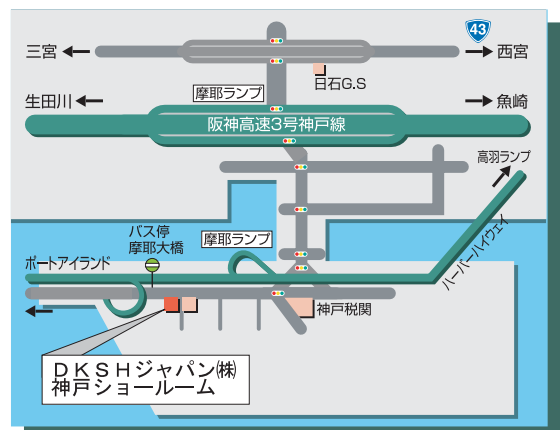 43
三宮
西宮
日石G.S
摩耶ランプ
生田川
魚崎
阪神高速3号神戸線
高羽ランプ
バス停
摩耶大橋
摩耶ランプ
ハーバーハイウェイ
ポートアイランド
神戸税関
DKSHジャパン㈱
神戸ショールーム